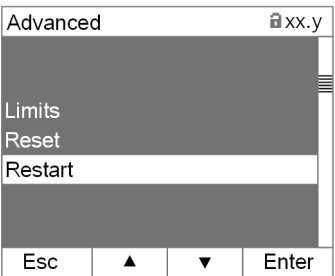 Advanced xx.y
Limits
Reset
Restart
Esc ▲ ▼ Enter